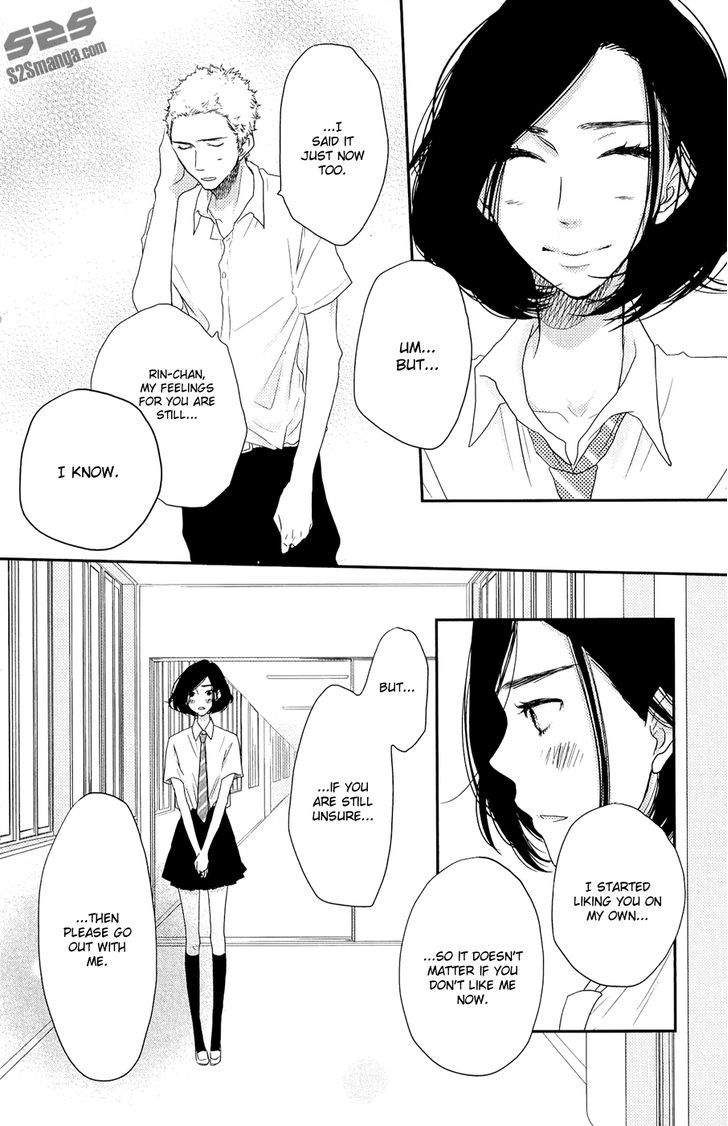 S2S
S2Smanga.com
UM...
BUT...
...I
SAID IT
JUST NOW
TOO.
RIN-CHAN,
MY FEELINGS
FOR YOU ARE
STILL...
I KNOW.
I STARTED
LIKING YOU ON
MY OWN...
...SO IT DOESN'T
MATTER IF YOU
DON'T LIKE ME
NOW.
BUT...
...IF YOU
ARE STILL
UNSURE...
...THEN
PLEASE GO
OUT WITH
ME.